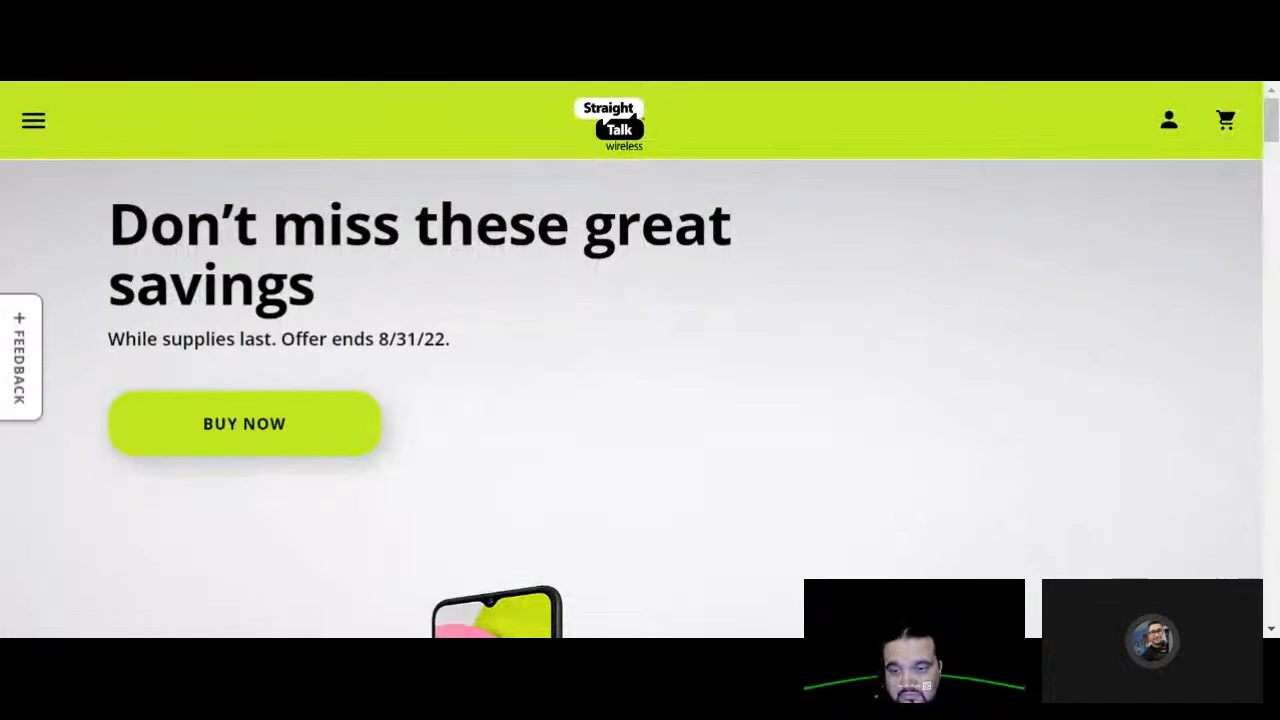 Straight
Talk
wireless
Don't miss these great
savings
While supplies last. Offer ends 8/31/22.
+ FEEDBACK
BUY NOW